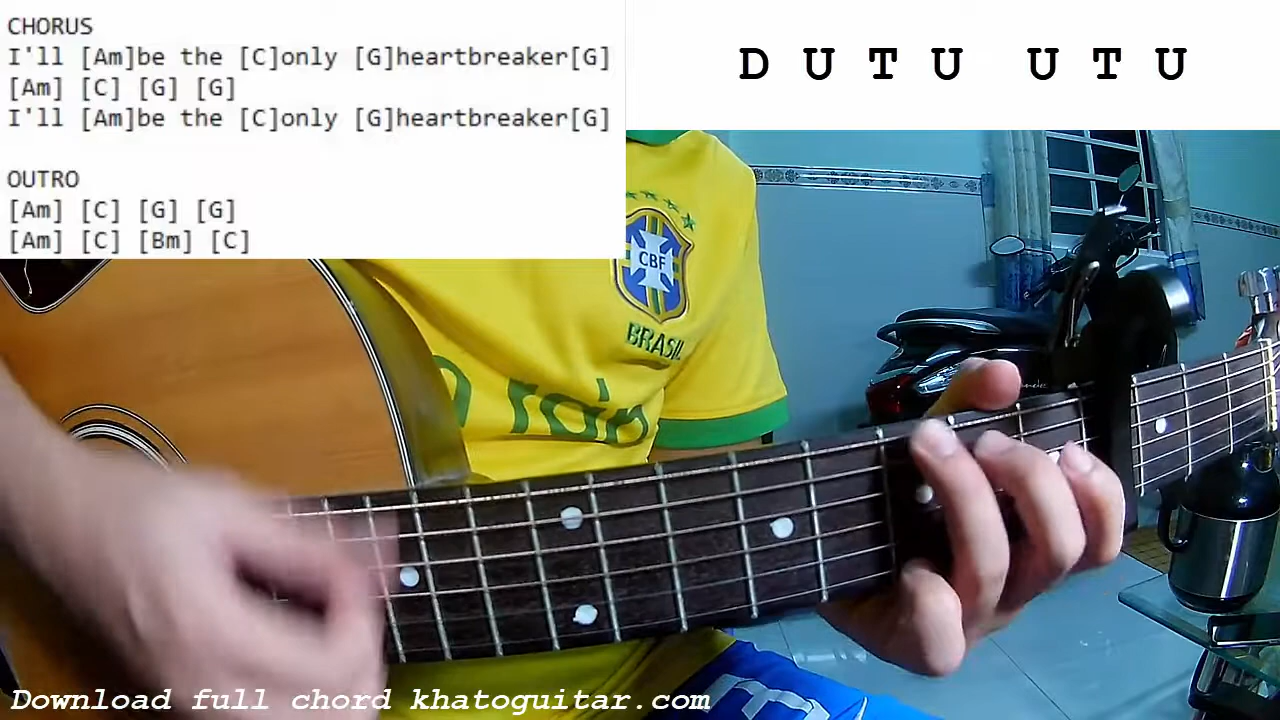 CHORUS
I'll [Am]be the [C]only [G]heartbreaker[G]
[Am] [C] [G] [G]
I'll [Am]be the [C]only [G]heartbreaker[G]
OUTRO
[Am] [C] [G] [G]
[Am] [C] [Bm] [C]
D U T U U T U
CBF
BRASIL
Download full chord khatoguitar.com